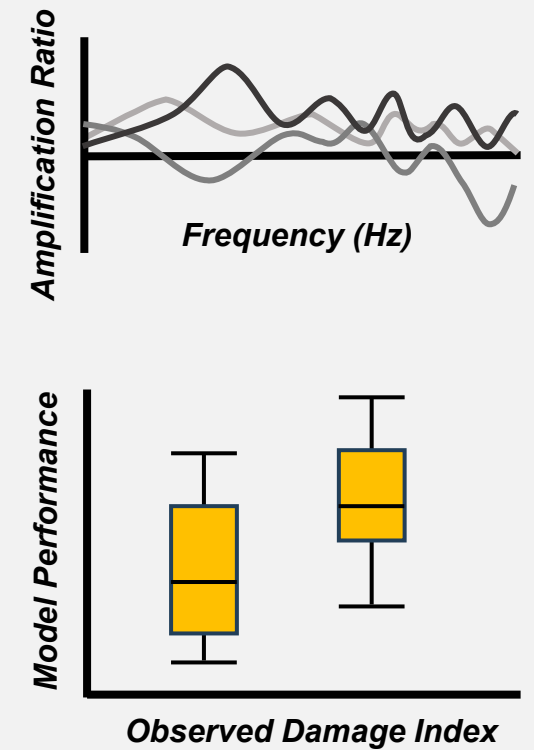 Amplification Ratio
Frequency (Hz)
Model Performance
Observed Damage Index